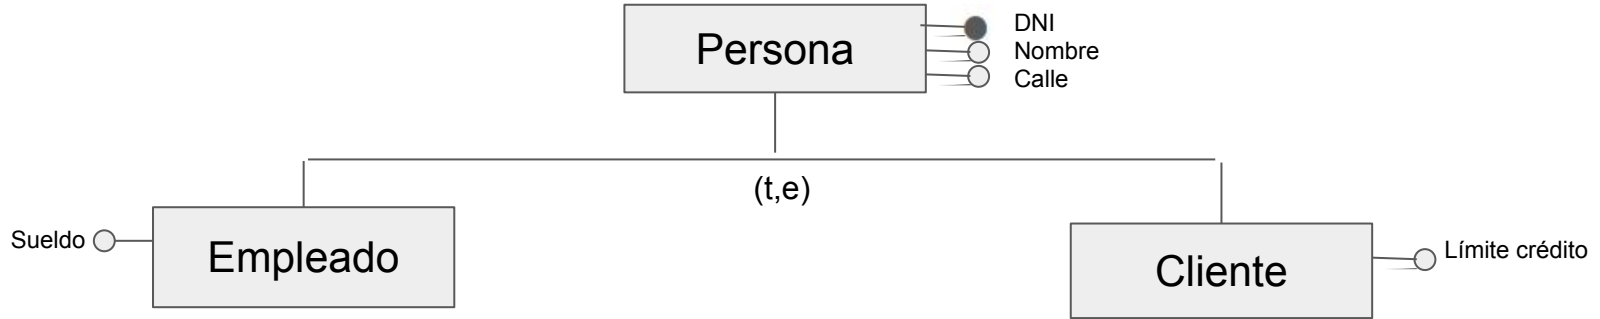 Persona
DNI
Nombre
Calle
(t,e)
Sueldo
Empleado
Cliente
Límite crédito